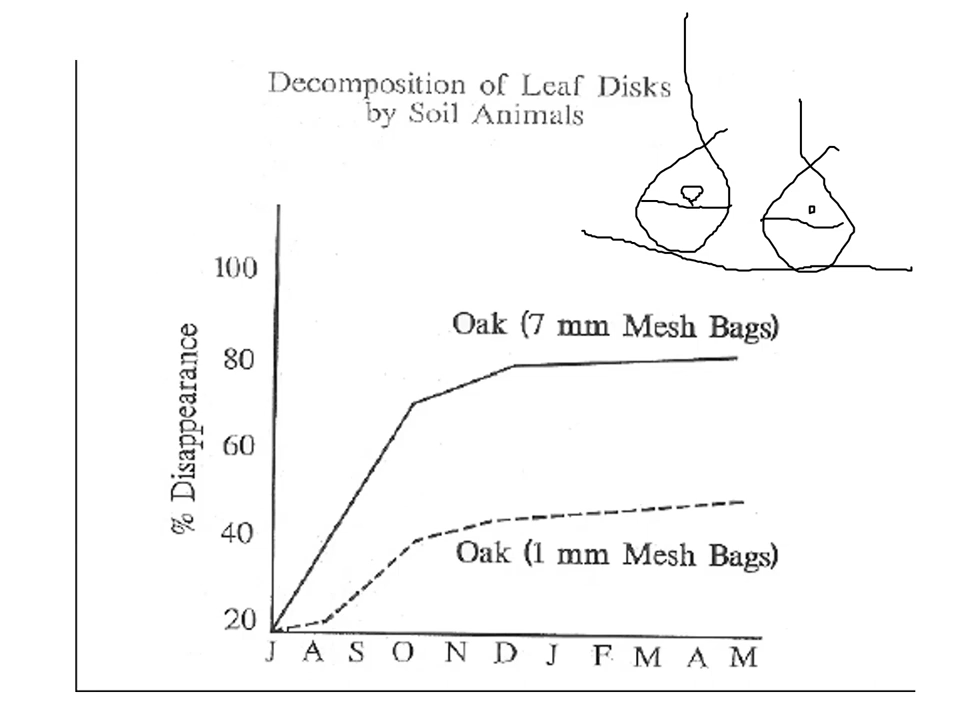 Decomposition of Leaf Disks
by Soil Animals
% Disappearance
100
80
60
40
20
Oak (7 mm Mesh Bags)
Oak (1 mm Mesh Bags)
J A S O N D J F M A M